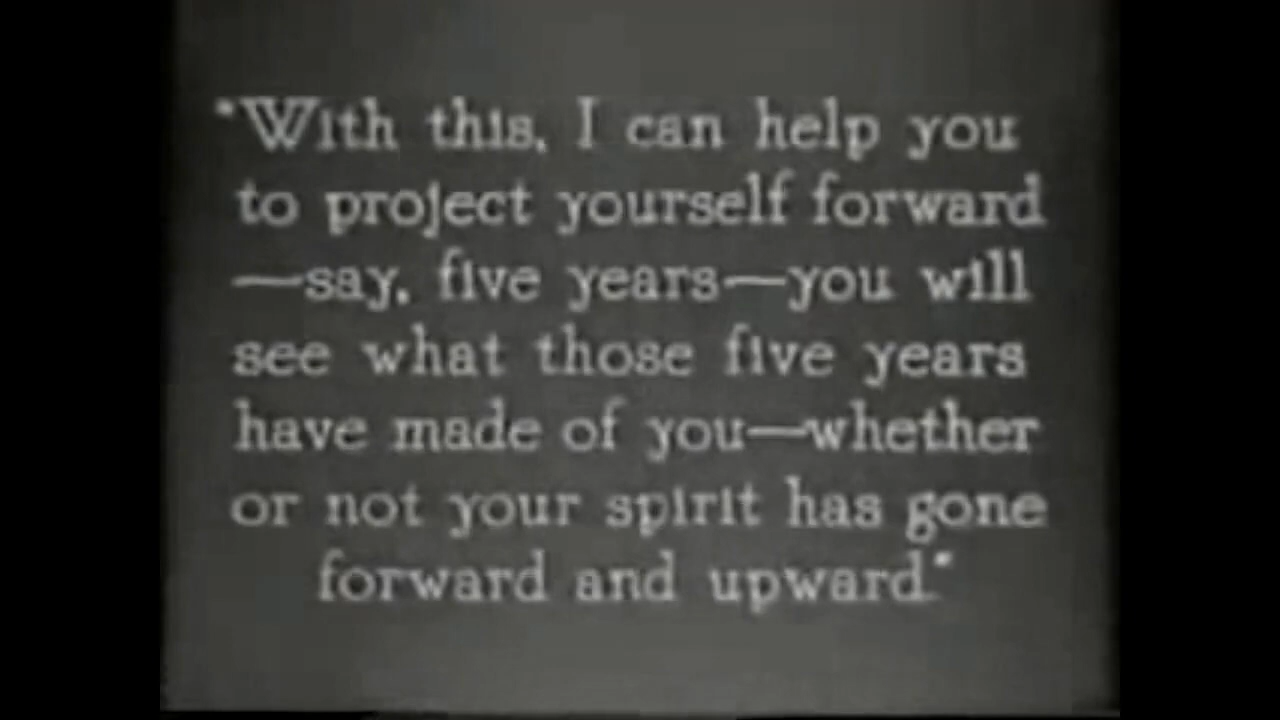 "With this, I can help you
to project yourself forward
—say, five years—you will
see what those five years
have made of you—whether
or not your spirit has gone
forward and upward."